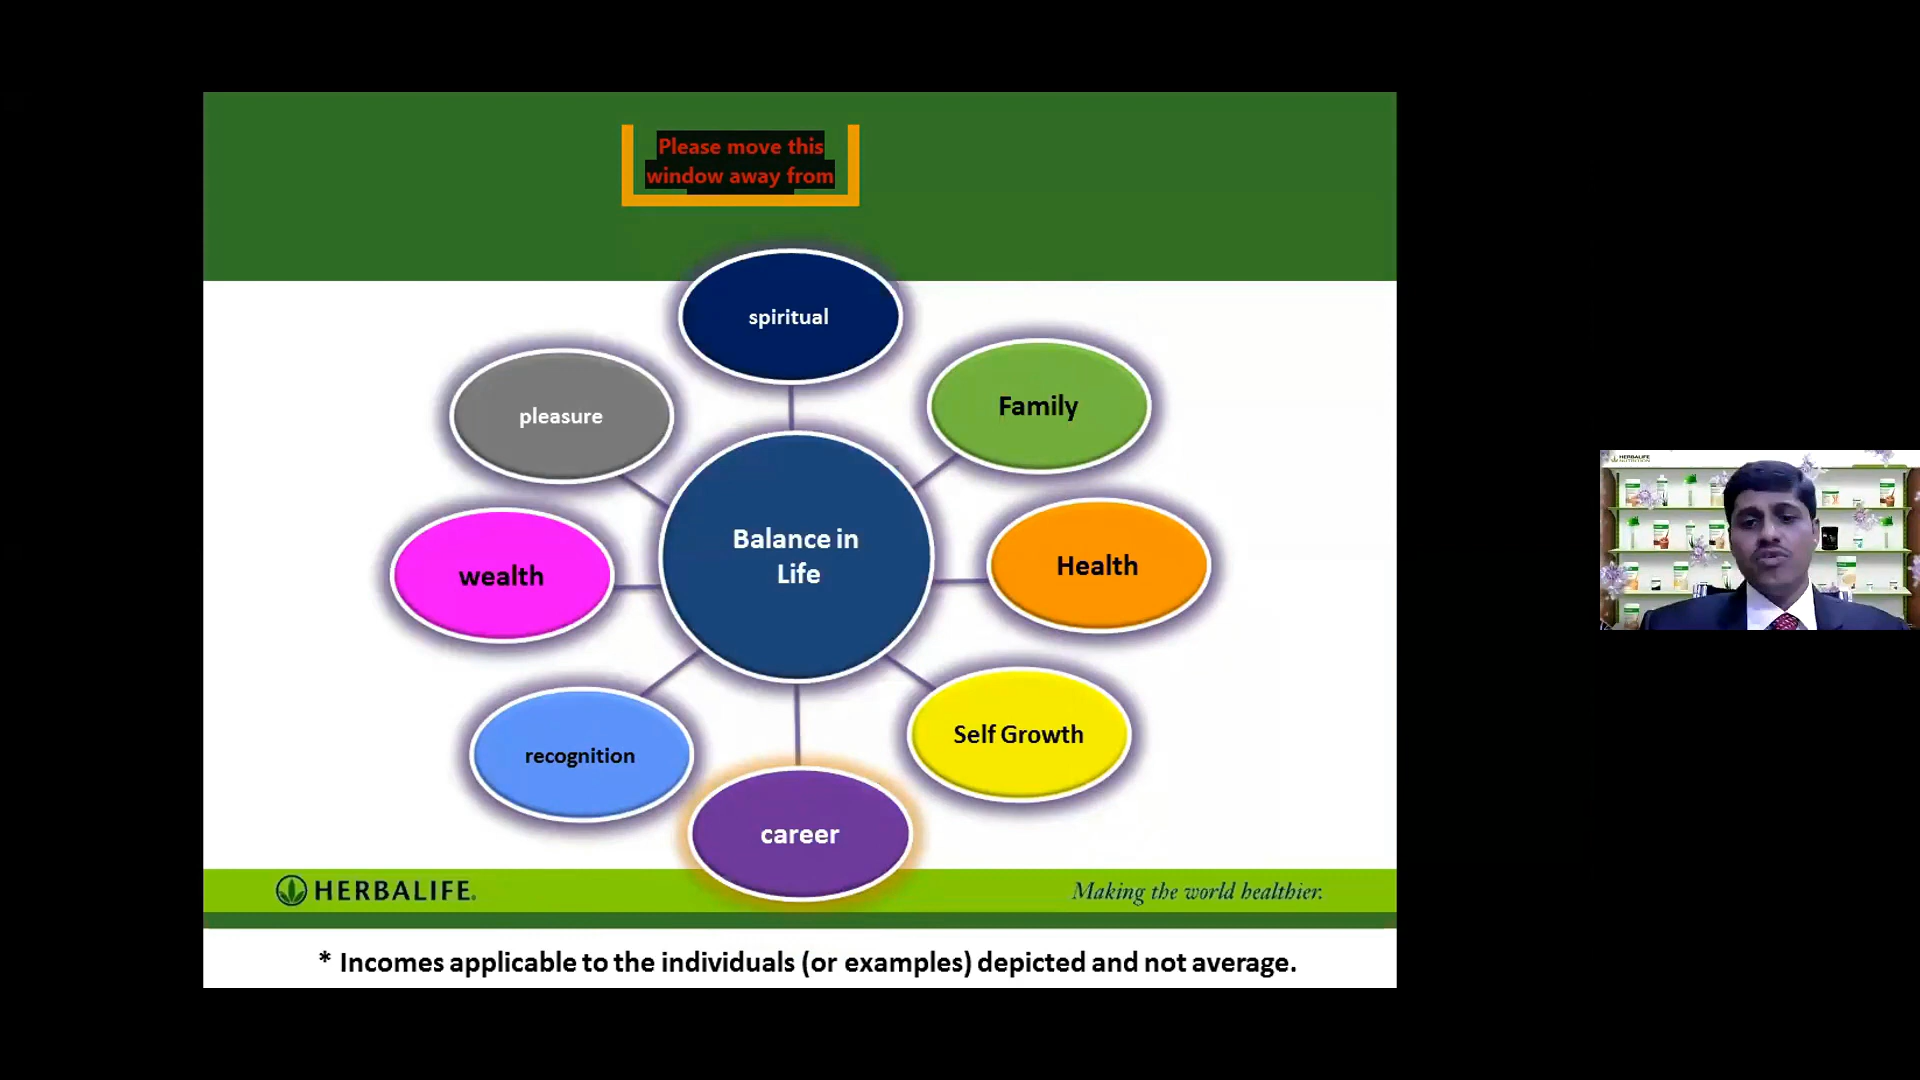 Please move this
window away from
spiritual
Family
pleasure
Balance in
Life
Health
wealth
Self Growth
recognition
career
HERBALIFE.
Making the world healthier.
* Incomes applicable to the individuals (or examples) depicted and not average.
HERBALIFE